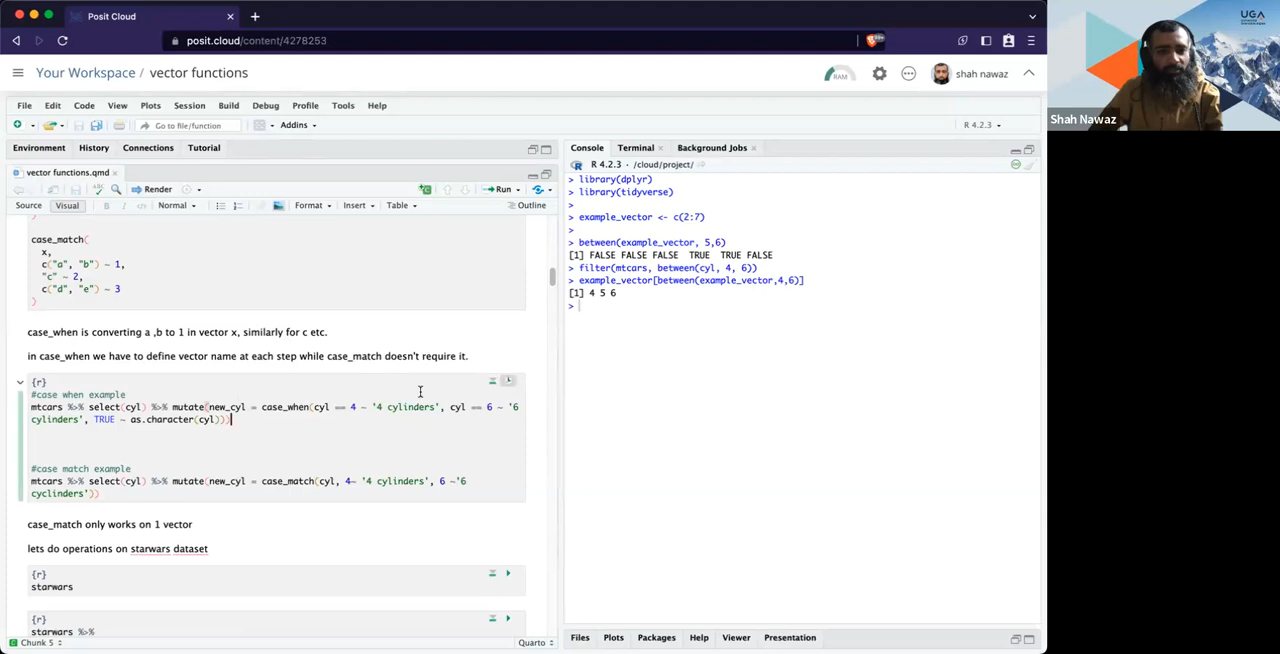 Posit Cloud
posit.cloud/content/4278253
Your Workspace / vector functions
RAM
shah nawaz
File Edit Code View Plots Session Build Debug Profile Tools Help
Go to file/function
Addins
R 4.2.3
Environment History Connections Tutorial
vector functions.qmd
Render
Run
Source Visual
B
Normal
Format
Insert
Table
Outline
)
case_match(
x,
c("a", "b") ~ 1,
"c" ~ 2,
c("d", "e") ~ 3
)
case_when is converting a ,b to 1 in vector x, similarly for c etc.
in case_when we have to define vector name at each step while case_match doesn't require it.
{r}
#case when example
mtcars %>% select(cyl) %>% mutate(new_cyl = case_when(cyl == 4 ~ '4 cylinders', cyl == 6 ~ '6
cylinders', TRUE ~ as.character(cyl)))
#case match example
mtcars %>% select(cyl) %>% mutate(new_cyl = case_match(cyl, 4~ '4 cylinders', 6 ~'6
cyclinders'))
case_match only works on 1 vector
lets do operations on starwars dataset
{r}
starwars
{r}
starwars %>%
Chunk 5
Quarto
Console Terminal Background Jobs
R 4.2.3 · /cloud/project/
> library(dplyr)
> library(tidyverse)
>
> example_vector <- c(2:7)
>
> between(example_vector, 5,6)
[1] FALSE FALSE FALSE TRUE TRUE FALSE
> filter(mtcars, between(cyl, 4, 6))
> example_vector[between(example_vector,4,6)]
[1] 4 5 6
>
Files Plots Packages Help Viewer Presentation
UGA
Shah Nawaz